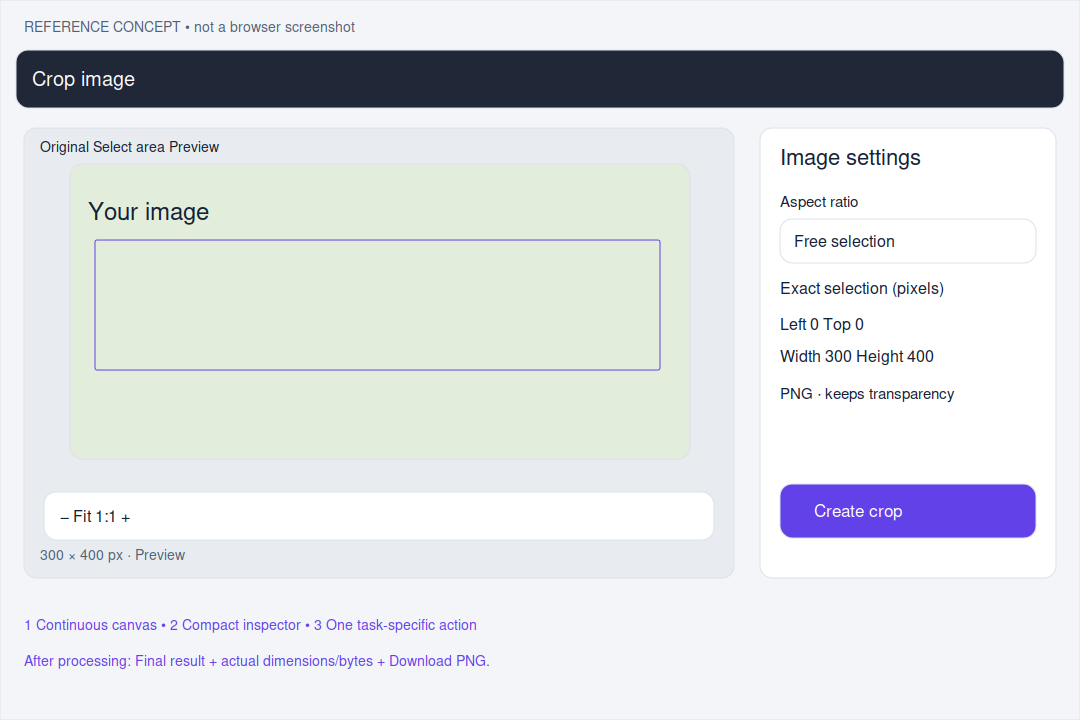 REFERENCE CONCEPT • not a browser screenshot
Crop image
Original Select area Preview
Your image
– Fit 1:1 +
300 × 400 px · Preview
Image settings
Aspect ratio
Free selection
Exact selection (pixels)
Left 0 Top 0
Width 300 Height 400
PNG · keeps transparency
Create crop
1 Continuous canvas • 2 Compact inspector • 3 One task-specific action
After processing: Final result + actual dimensions/bytes + Download PNG.